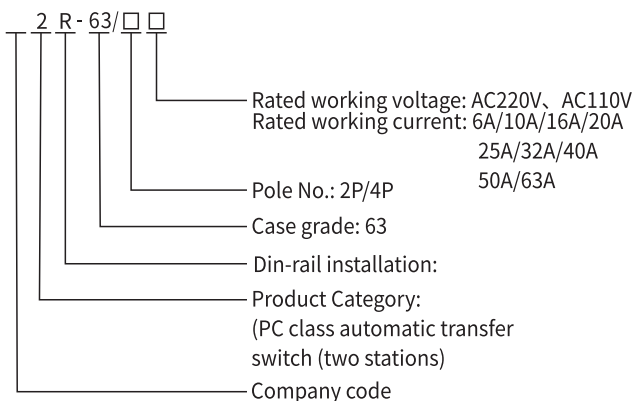 2 R - 63/□ □
Rated working voltage: AC220V、AC110V
Rated working current: 6A/10A/16A/20A
25A/32A/40A
50A/63A
Pole No.: 2P/4P
Case grade: 63
Din-rail installation:
Product Category:
(PC class automatic transfer
switch (two stations)
Company code